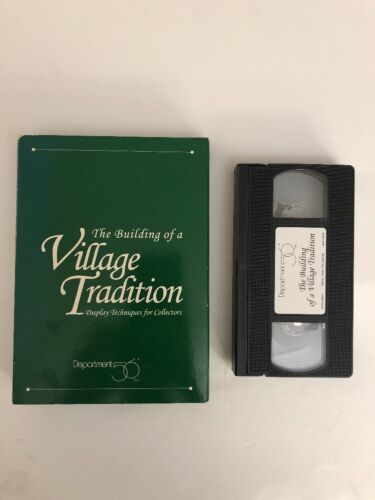 The Building of a
Village
Tradition
Display Techniques for Collectors
Department 56
Department 56
The Building
of a Village Tradition